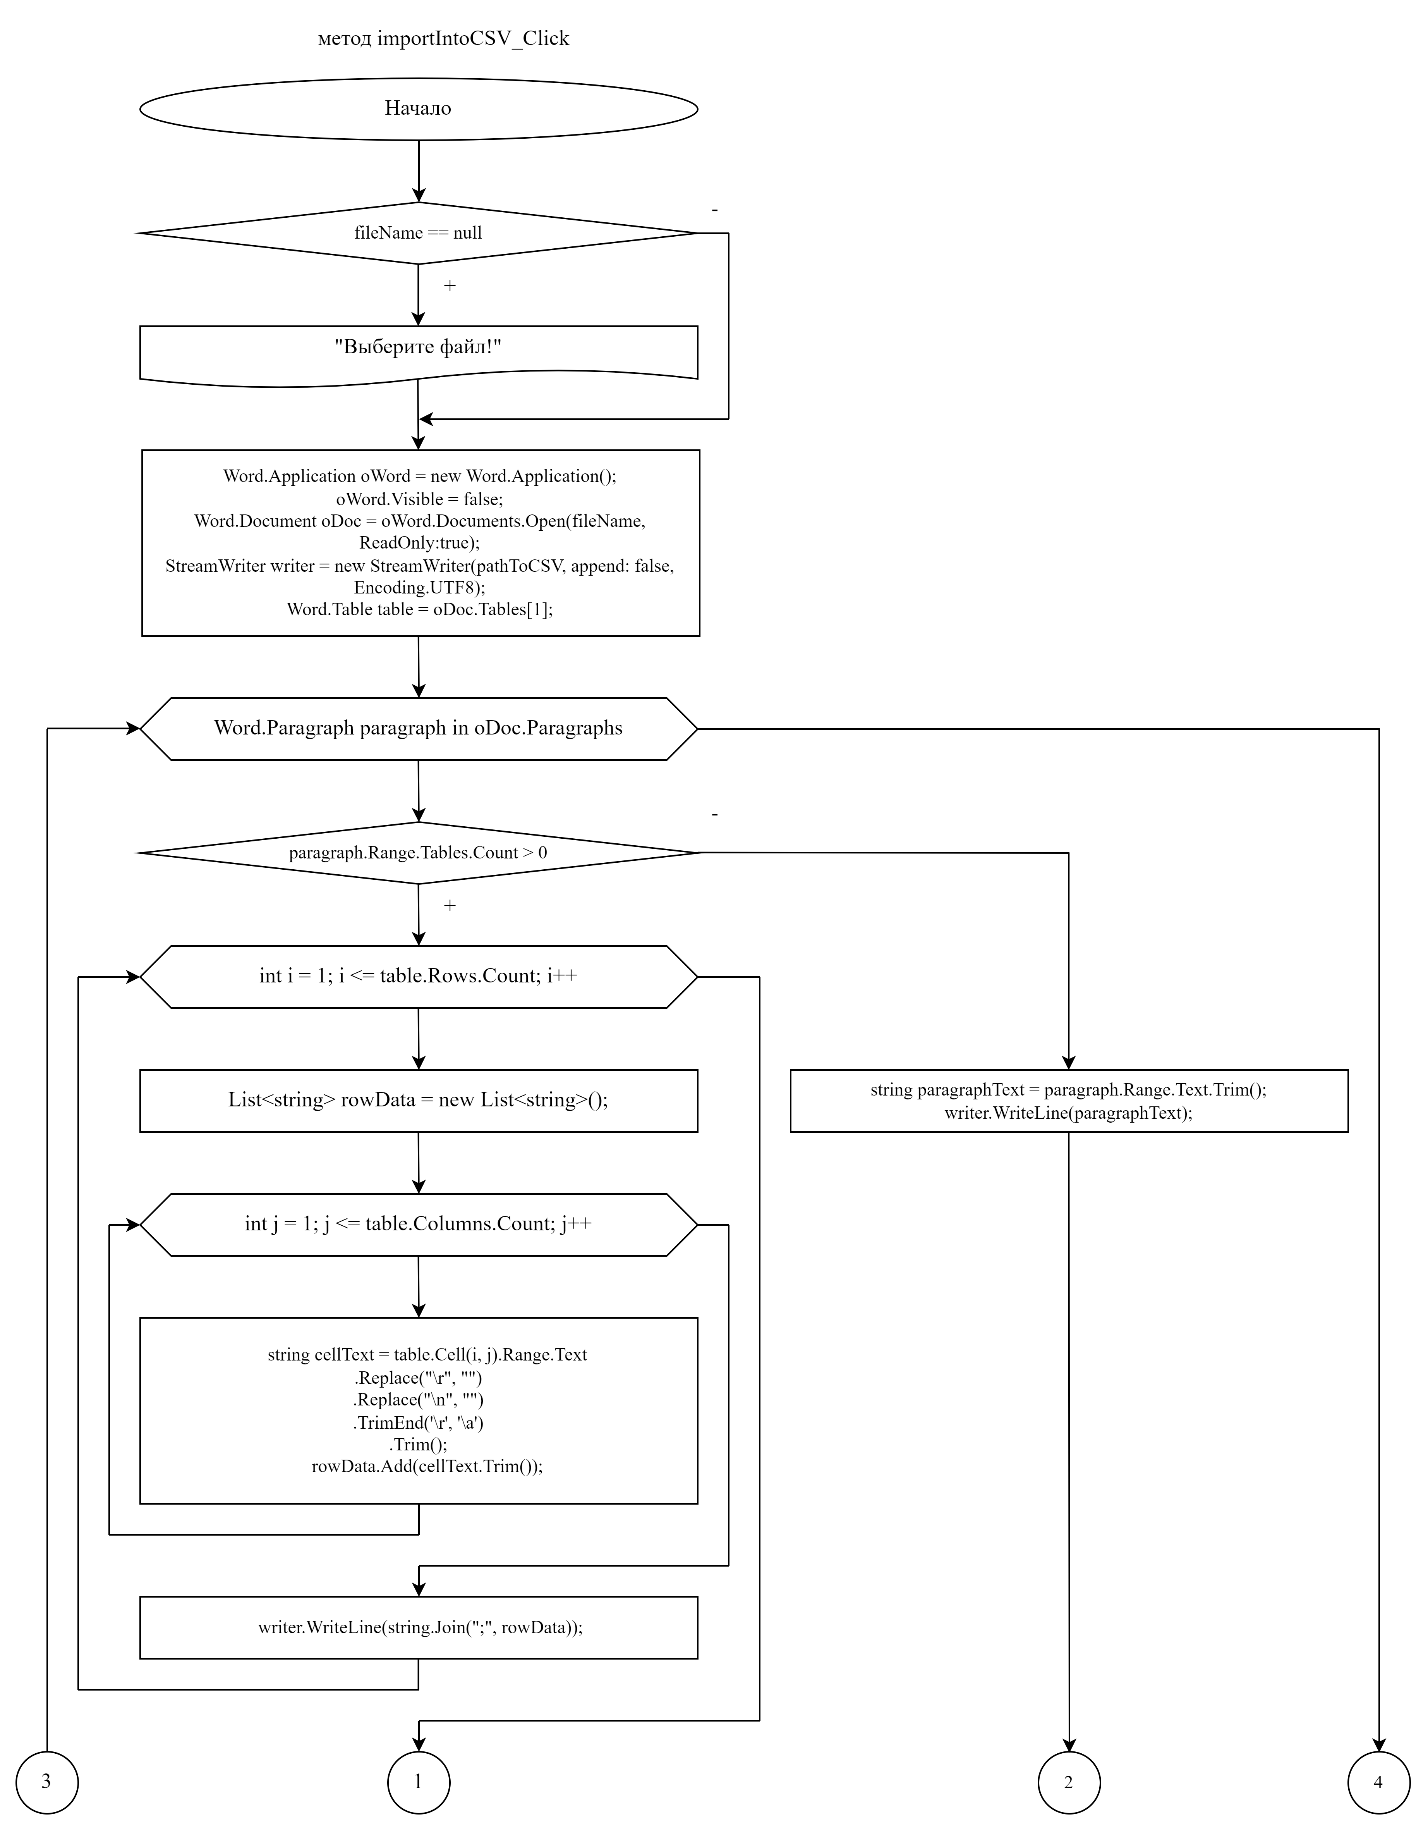 метод importIntoCSV_Click
Начало
-
fileName == null
+
"Выберите файл!"
Word.Application oWord = new Word.Application();
oWord.Visible = false;
Word.Document oDoc = oWord.Documents.Open(fileName,
ReadOnly:true);
StreamWriter writer = new StreamWriter(pathToCSV, append: false,
Encoding.UTF8);
Word.Table table = oDoc.Tables[1];
Word.Paragraph paragraph in oDoc.Paragraphs
-
paragraph.Range.Tables.Count > 0
+
int i = 1; i <= table.Rows.Count; i++
List<string> rowData = new List<string>();
string paragraphText = paragraph.Range.Text.Trim();
writer.WriteLine(paragraphText);
int j = 1; j <= table.Columns.Count; j++
string cellText = table.Cell(i, j).Range.Text
.Replace("\r", "")
.Replace("\n", "")
.TrimEnd('\r', '\a')
.Trim();
rowData.Add(cellText.Trim());
writer.WriteLine(string.Join(";", rowData));
3
1
2
4